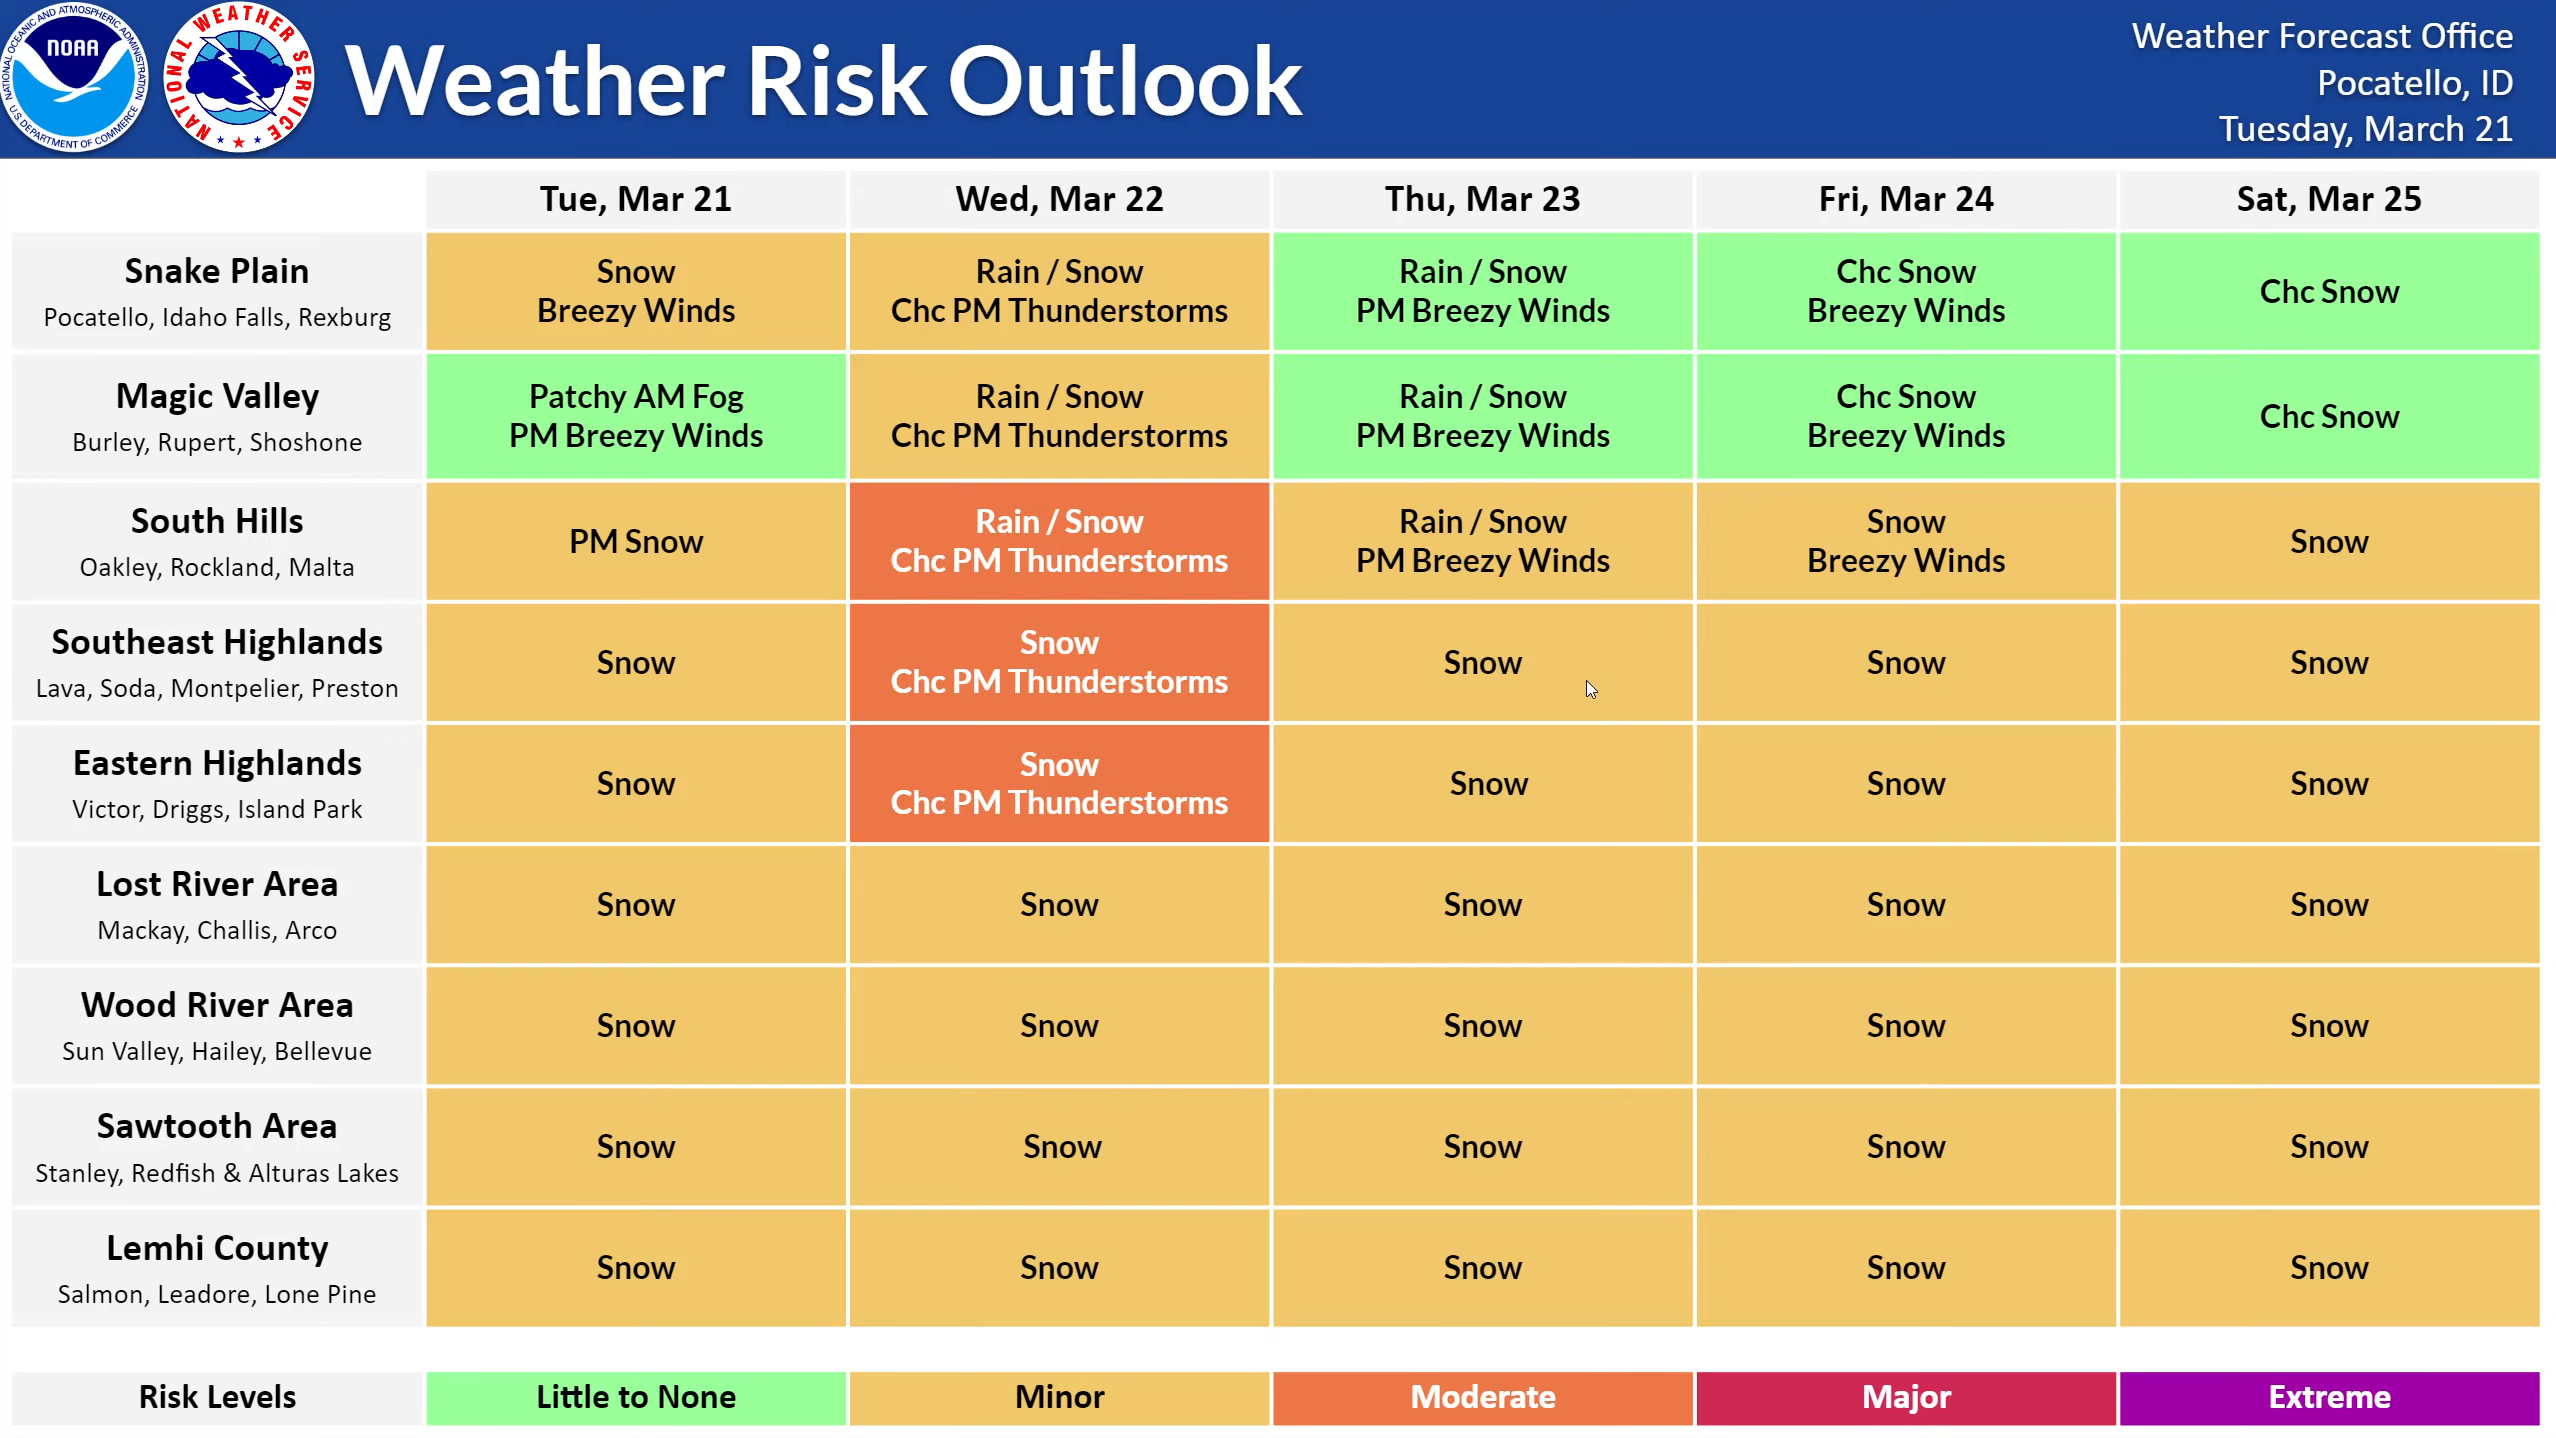 NATIONAL OCEANIC AND ATMOSPHERIC ADMINISTRATION
NOAA
U.S. DEPARTMENT OF COMMERCE
NATIONAL WEATHER SERVICE
Weather Risk Outlook
Weather Forecast Office
Pocatello, ID
Tuesday, March 21
Tue, Mar 21 Wed, Mar 22 Thu, Mar 23 Fri, Mar 24 Sat, Mar 25
Snake Plain
Pocatello, Idaho Falls, Rexburg
Snow
Breezy Winds
Rain / Snow
Chc PM Thunderstorms
Rain / Snow
PM Breezy Winds
Chc Snow
Breezy Winds
Chc Snow
Magic Valley
Burley, Rupert, Shoshone
Patchy AM Fog
PM Breezy Winds
Rain / Snow
Chc PM Thunderstorms
Rain / Snow
PM Breezy Winds
Chc Snow
Breezy Winds
Chc Snow
South Hills
Oakley, Rockland, Malta
PM Snow
Rain / Snow
Chc PM Thunderstorms
Rain / Snow
PM Breezy Winds
Snow
Breezy Winds
Snow
Southeast Highlands
Lava, Soda, Montpelier, Preston
Snow
Snow
Chc PM Thunderstorms
Snow
Snow
Snow
Eastern Highlands
Victor, Driggs, Island Park
Snow
Snow
Chc PM Thunderstorms
Snow
Snow
Snow
Lost River Area
Mackay, Challis, Arco
Snow
Snow
Snow
Snow
Snow
Wood River Area
Sun Valley, Hailey, Bellevue
Snow
Snow
Snow
Snow
Snow
Sawtooth Area
Stanley, Redfish & Alturas Lakes
Snow
Snow
Snow
Snow
Snow
Lemhi County
Salmon, Leadore, Lone Pine
Snow
Snow
Snow
Snow
Snow
Risk Levels Little to None Minor Moderate Major Extreme